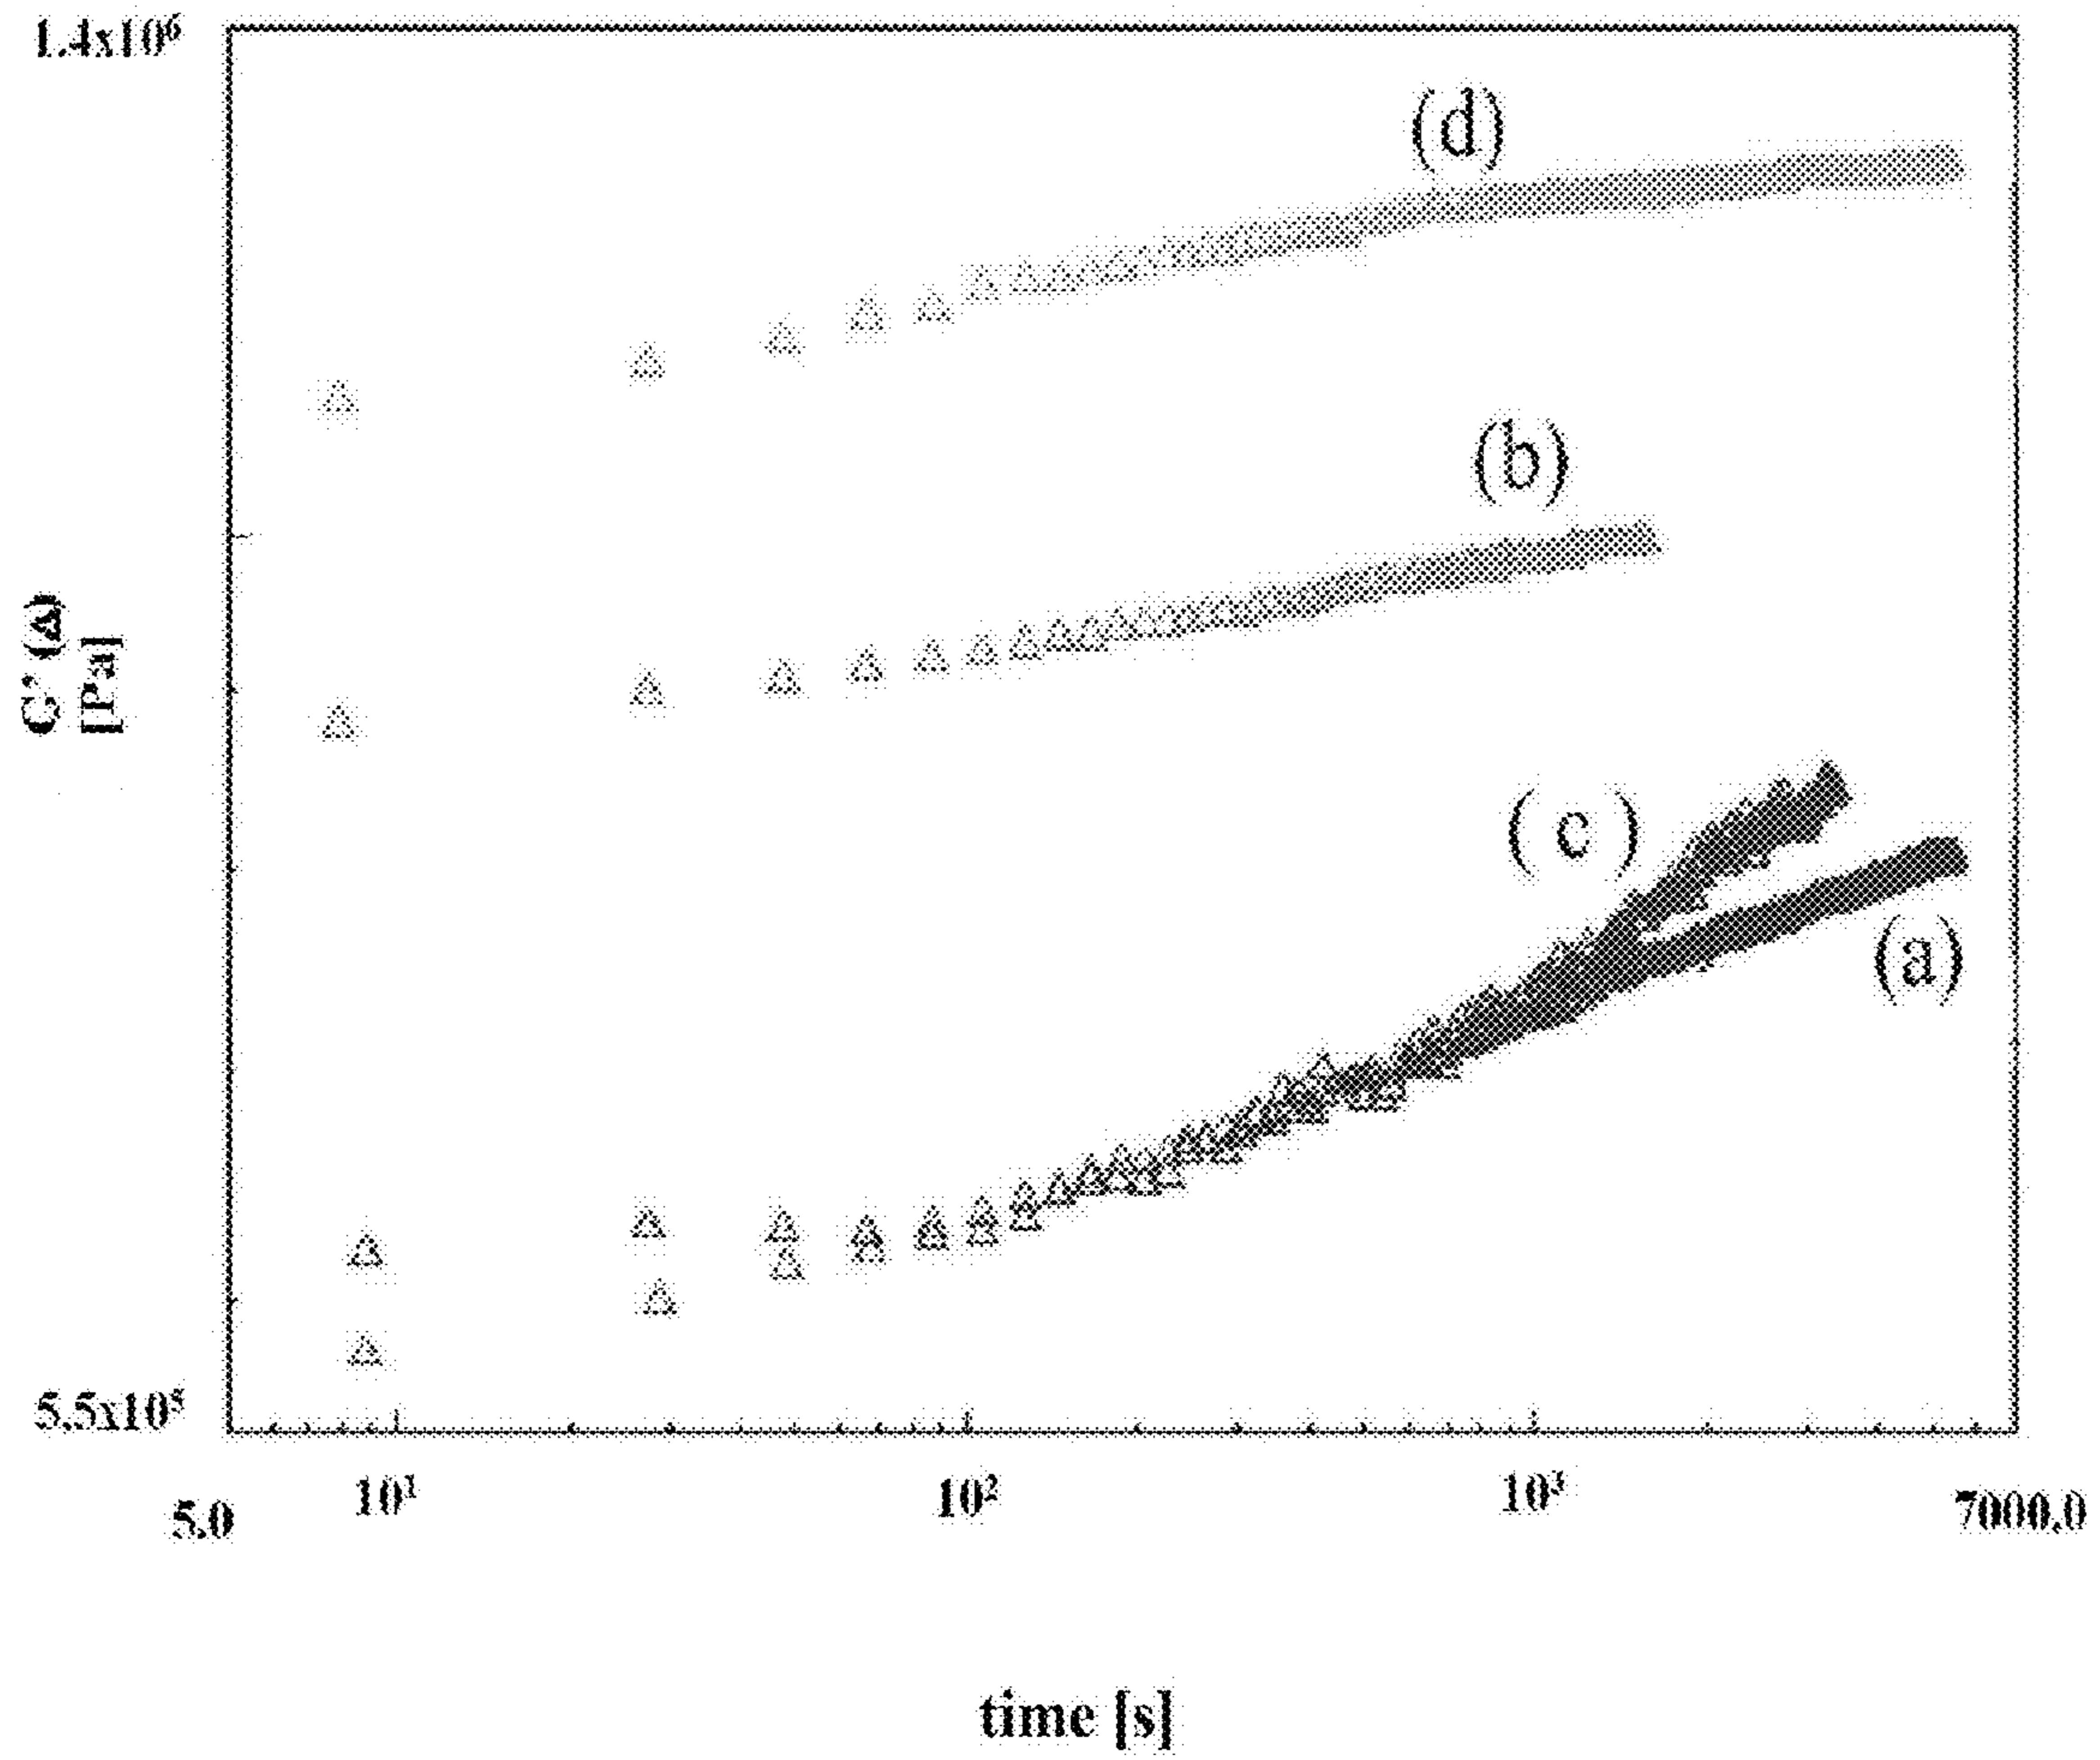 1.4x10⁶
(d)
(b)
G' (Δ)
[Pa]
( c )
(a)
5.5x10⁵
5.0
10¹
10²
10³
7000.0
time [s]